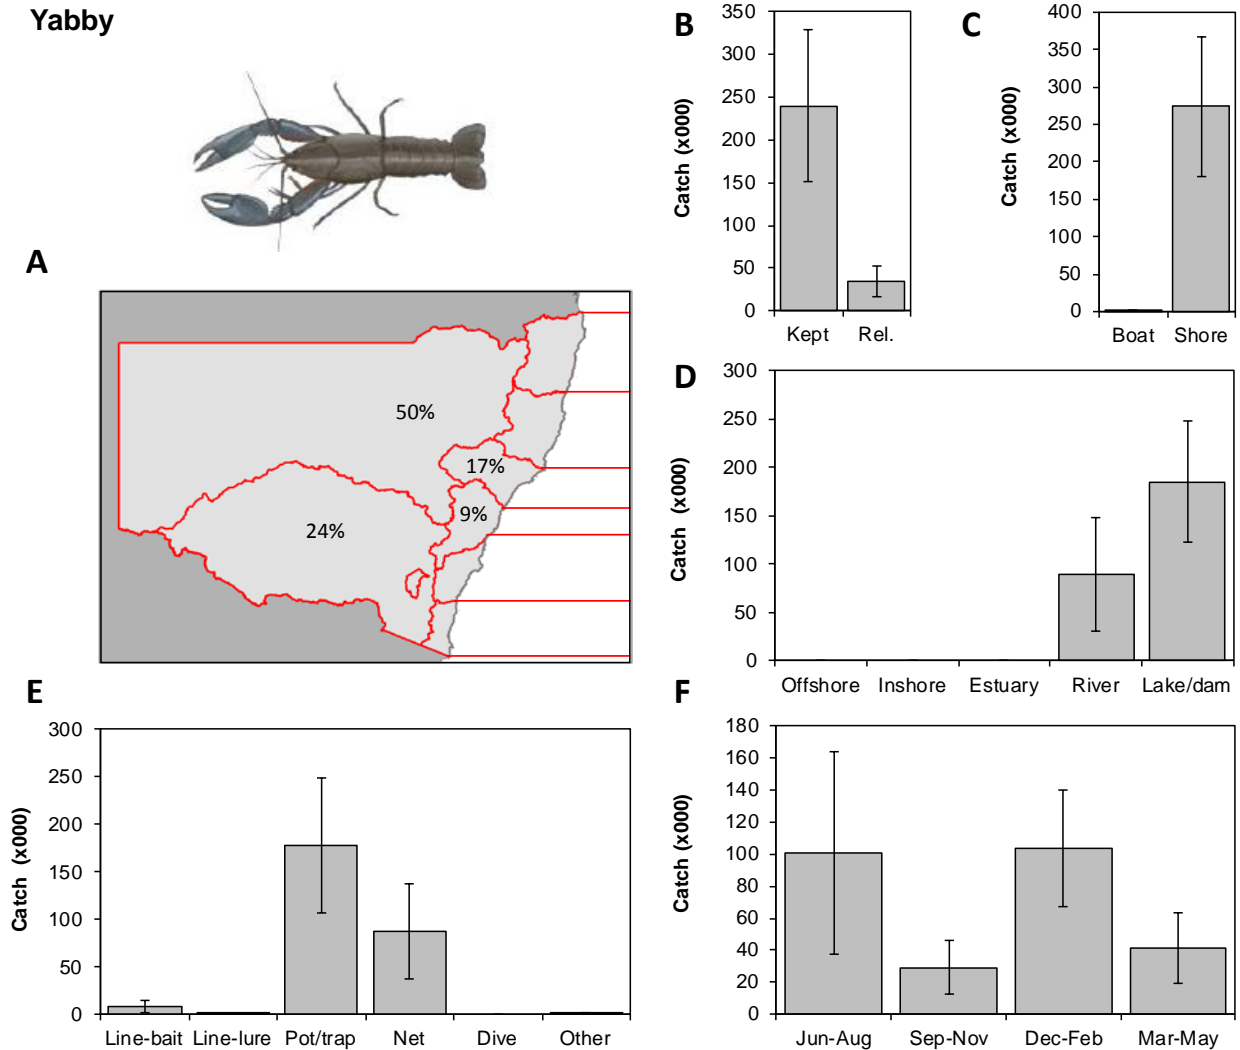 Yabby
A
50%
17%
9%
24%
B
Catch (x000)
350
300
250
200
150
100
50
0
Kept Rel.
C
Catch (x000)
400
350
300
250
200
150
100
50
0
Boat Shore
D
Catch (x000)
300
250
200
150
100
50
0
Offshore Inshore Estuary River Lake/dam
E
Catch (x000)
300
250
200
150
100
50
0
Line-bait Line-lure Pot/trap Net Dive Other
F
Catch (x000)
180
160
140
120
100
80
60
40
20
0
Jun-Aug Sep-Nov Dec-Feb Mar-May